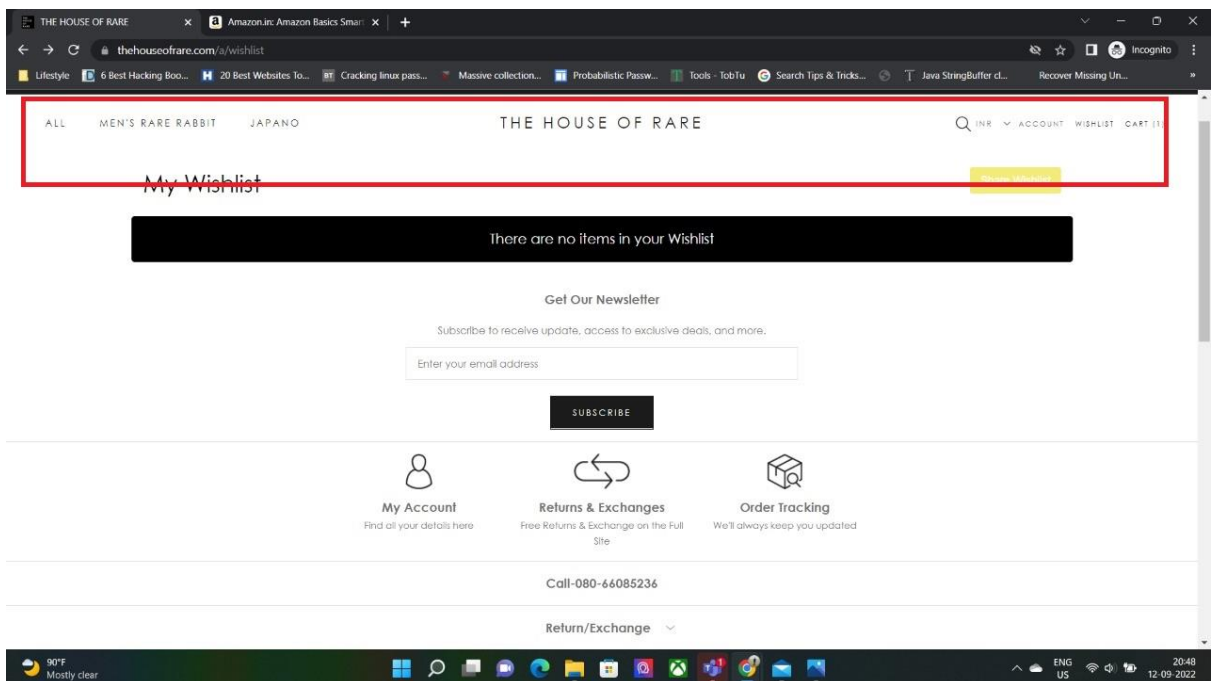 THE HOUSE OF RARE
Amazon.in: Amazon Basics Smart
thehouseofrare.com/a/wishlist
Incognito
Lifestyle
6 Best Hacking Boo...
20 Best Websites To...
BT
Cracking linux pass...
Massive collection...
Probabilistic Passw...
Tools - TobTu
Search Tips & Tricks...
Java StringBuffer cl...
Recover Missing Un...
ALL MEN'S RARE RABBIT JAPANO
THE HOUSE OF RARE
INR ACCOUNT WISHLIST CART (1)
My Wishlist
Share Wishlist
There are no items in your Wishlist
Get Our Newsletter
Subscribe to receive update, access to exclusive deals, and more.
Enter your email address
SUBSCRIBE
My Account
Find all your details here
Returns & Exchanges
Free Returns & Exchange on the Full
Site
Order Tracking
We'll always keep you updated
Call-080-66085236
Return/Exchange
90°F
Mostly clear
ENG
US
20:48
12-09-2022